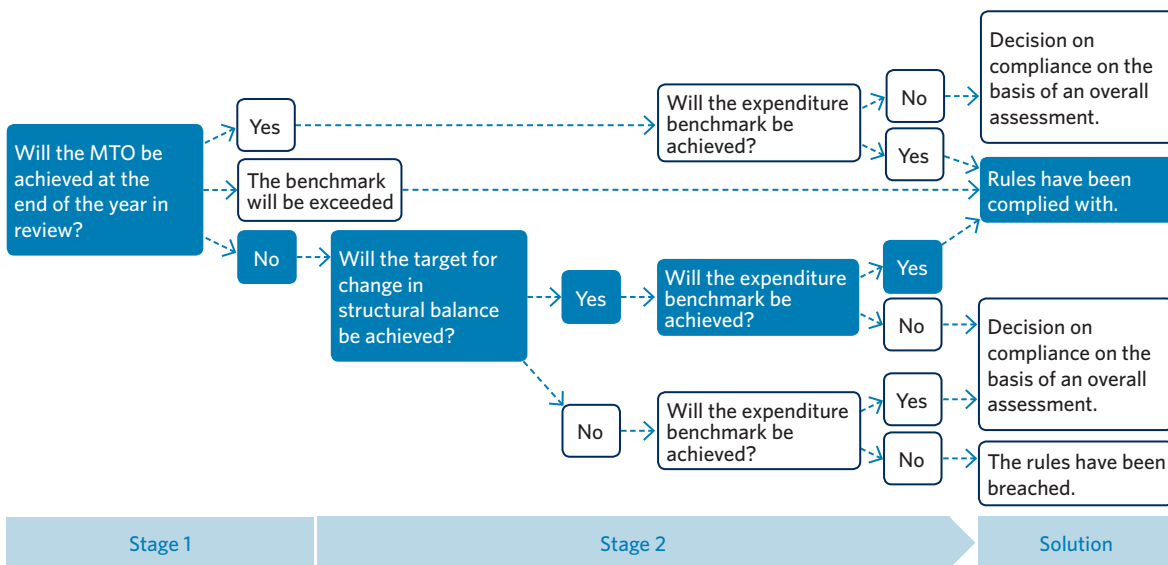 Will the MTO be
achieved at the
end of the year in
review?
Yes
The benchmark
will be exceeded
No
Will the target for
change in
structural balance
be achieved?
Yes
No
Will the expenditure
benchmark be
achieved?
No
Yes
Will the expenditure
benchmark be
achieved?
Yes
No
Will the expenditure
benchmark be
achieved?
Yes
No
Decision on
compliance on the
basis of an overall
assessment.
Rules have been
complied with.
Decision on
compliance on the
basis of an overall
assessment.
The rules have been
breached.
Stage 1
Stage 2
Solution